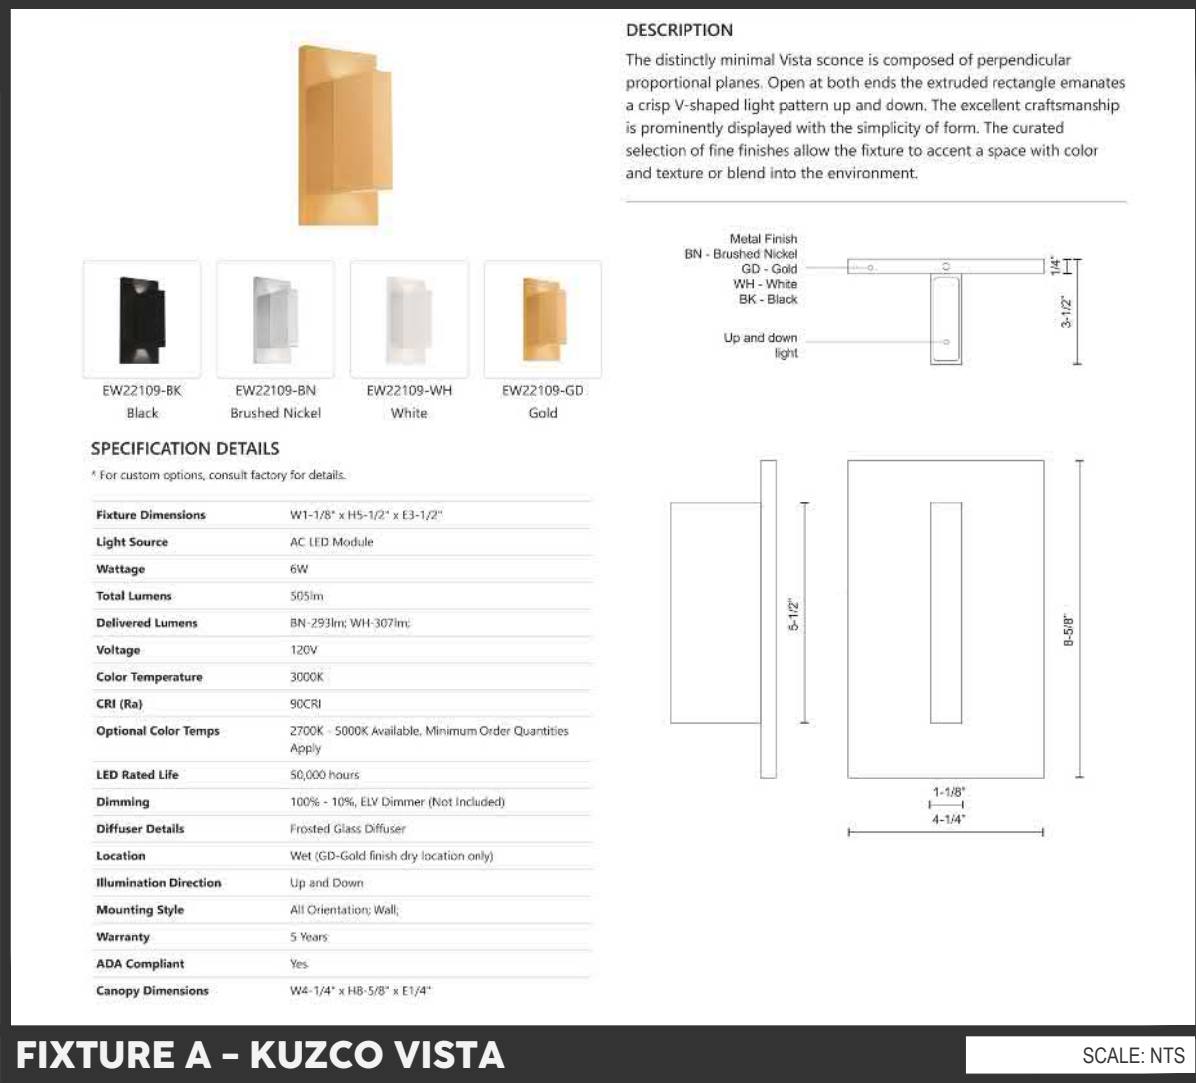 DESCRIPTION
The distinctly minimal Vista sconce is composed of perpendicular
proportional planes. Open at both ends the extruded rectangle emanates
a crisp V-shaped light pattern up and down. The excellent craftsmanship
is prominently displayed with the simplicity of form. The curated
selection of fine finishes allow the fixture to accent a space with color
and texture or blend into the environment.
Metal Finish
BN - Brushed Nickel
GD - Gold
WH - White
BK - Black
Up and down
light
1/4"
3-1/2"
EW22109-BK
Black
EW22109-BN
Brushed Nickel
EW22109-WH
White
EW22109-GD
Gold
SPECIFICATION DETAILS
* For custom options, consult factory for details.
Fixture Dimensions W1-1/8" x H5-1/2" x E3-1/2"
Light Source AC LED Module
Wattage 6W
Total Lumens 505lm
Delivered Lumens BN-293lm; WH-307lm;
Voltage 120V
Color Temperature 3000K
CRI (Ra) 90CRI
Optional Color Temps 2700K - 5000K Available, Minimum Order Quantities
Apply
LED Rated Life 50,000 hours
Dimming 100% - 10%, ELV Dimmer (Not Included)
Diffuser Details Frosted Glass Diffuser
Location Wet (GD-Gold finish dry location only)
Illumination Direction Up and Down
Mounting Style All Orientation; Wall;
Warranty 5 Years
ADA Compliant Yes
Canopy Dimensions W4-1/4" x H8-5/8" x E1/4"
5-1/2"
8-5/8"
1-1/8"
4-1/4"
FIXTURE A - KUZCO VISTA
SCALE: NTS